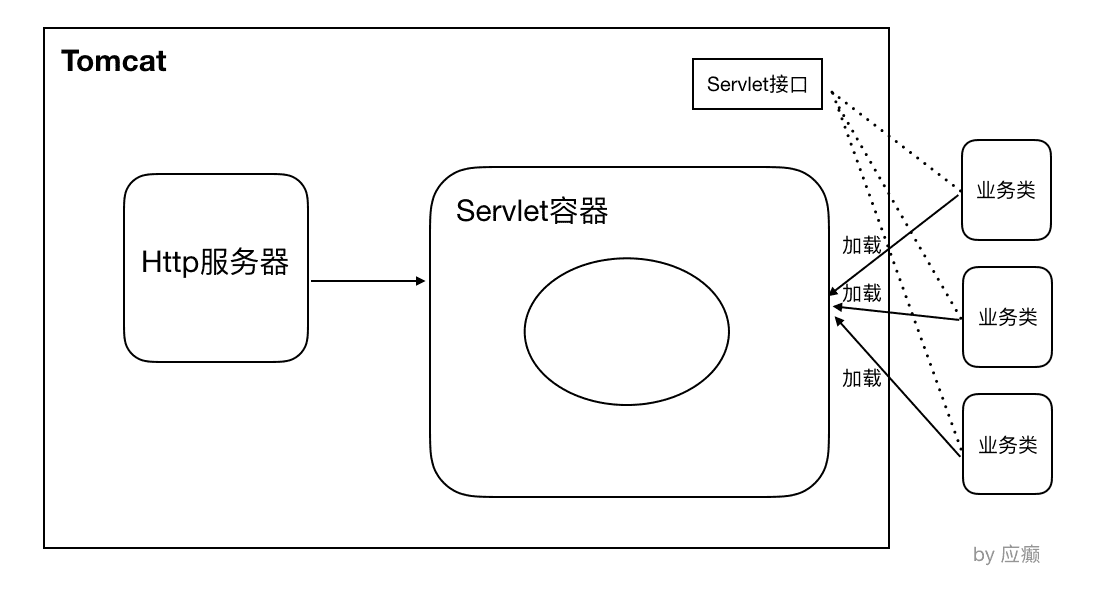 Tomcat
Servlet接口
Http服务器
Servlet容器
业务类
加载
加载
业务类
加载
业务类
by 应癫